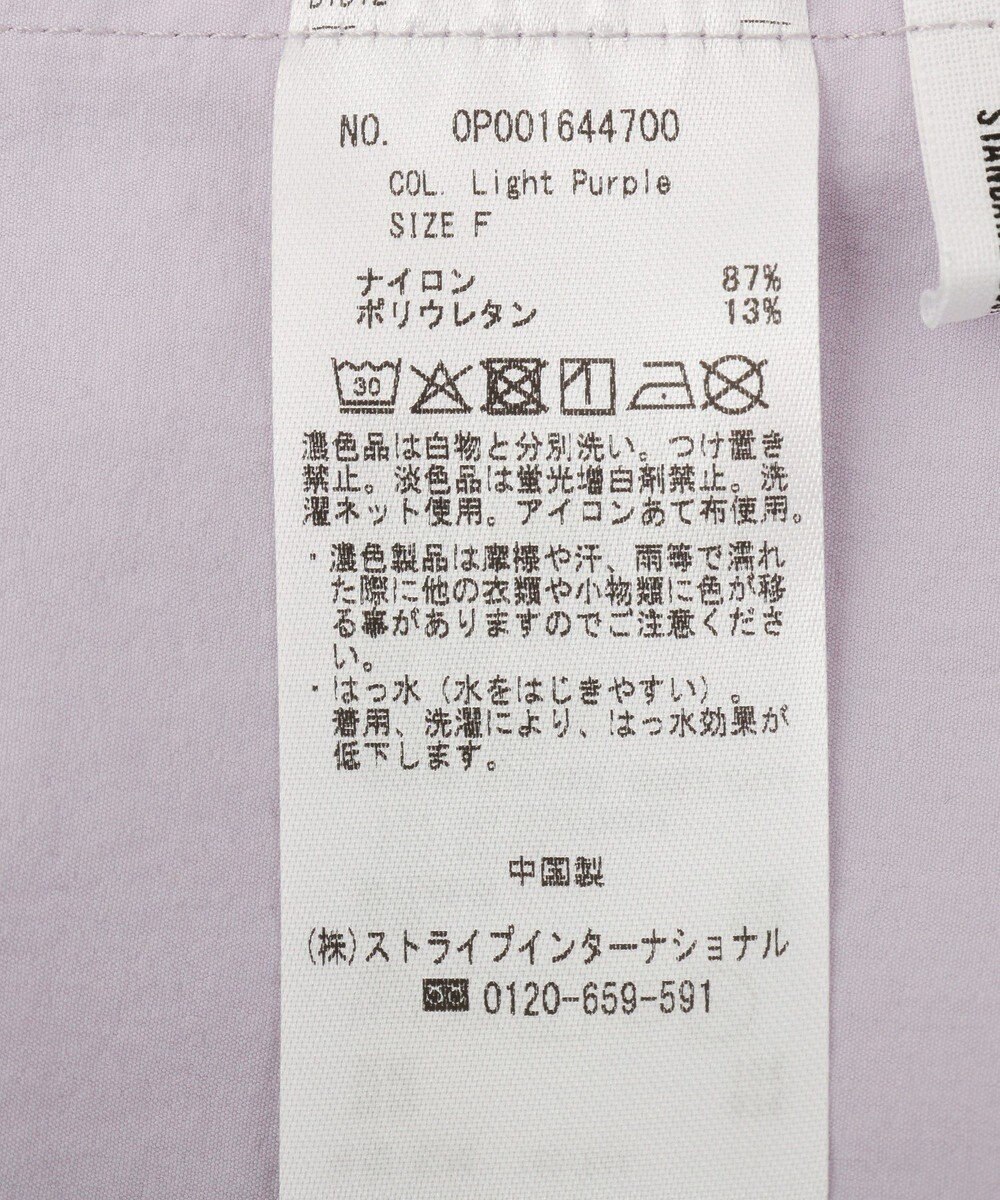 NO. 0P001644700
COL. Light Purple
SIZE F
ナイロン 87%
ポリウレタン 13%
30
濃色品は白物と分別洗い。つけ置き
禁止。淡色品は蛍光増白剤禁止。洗
濯ネット使用。アイロンあて布使用。
・濃色製品は摩擦や汗、雨等で濡れ
た際に他の衣類や小物類に色が移
る事がありますのでご注意くださ
い。
・はっ水（水をはじきやすい）。
着用、洗濯により、はっ水効果が
低下します。
中国製
(株)ストライプインターナショナル
0120-659-591